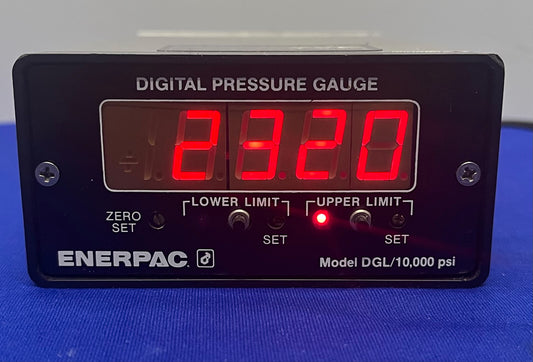 DIGITAL PRESSURE GAUGE
2320
LOWER LIMIT UPPER LIMIT
ZERO SET
SET SET
ENERPAC
Model DGL/10,000 psi